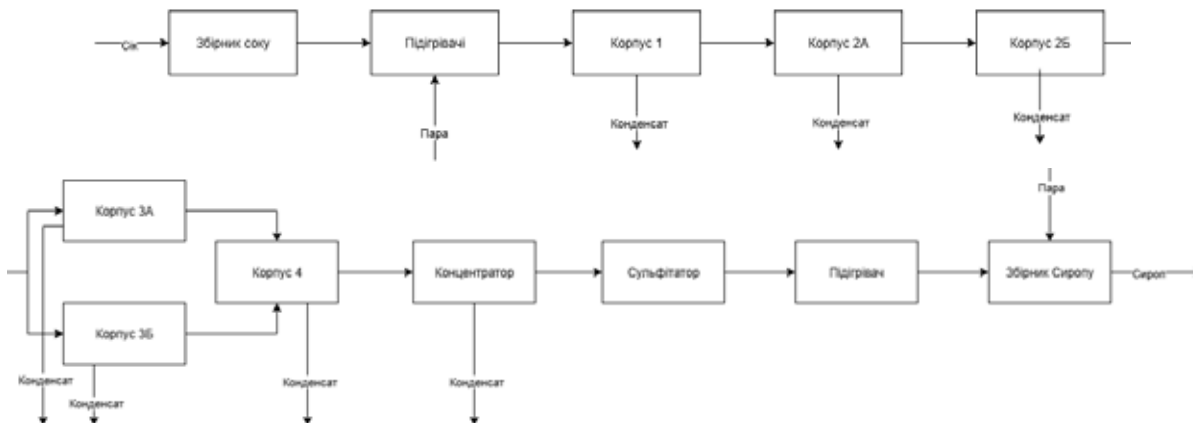 Сік
Збірник соку
Підігрівачі
Корпус 1
Корпус 2А
Корпус 2Б
Пара
Конденсат
Конденсат
Конденсат
Корпус 3А
Корпус 3Б
Корпус 4
Концентратор
Сульфітатор
Підігрівач
Пара
Збірник Сиропу
Сироп
Конденсат
Конденсат
Конденсат
Конденсат